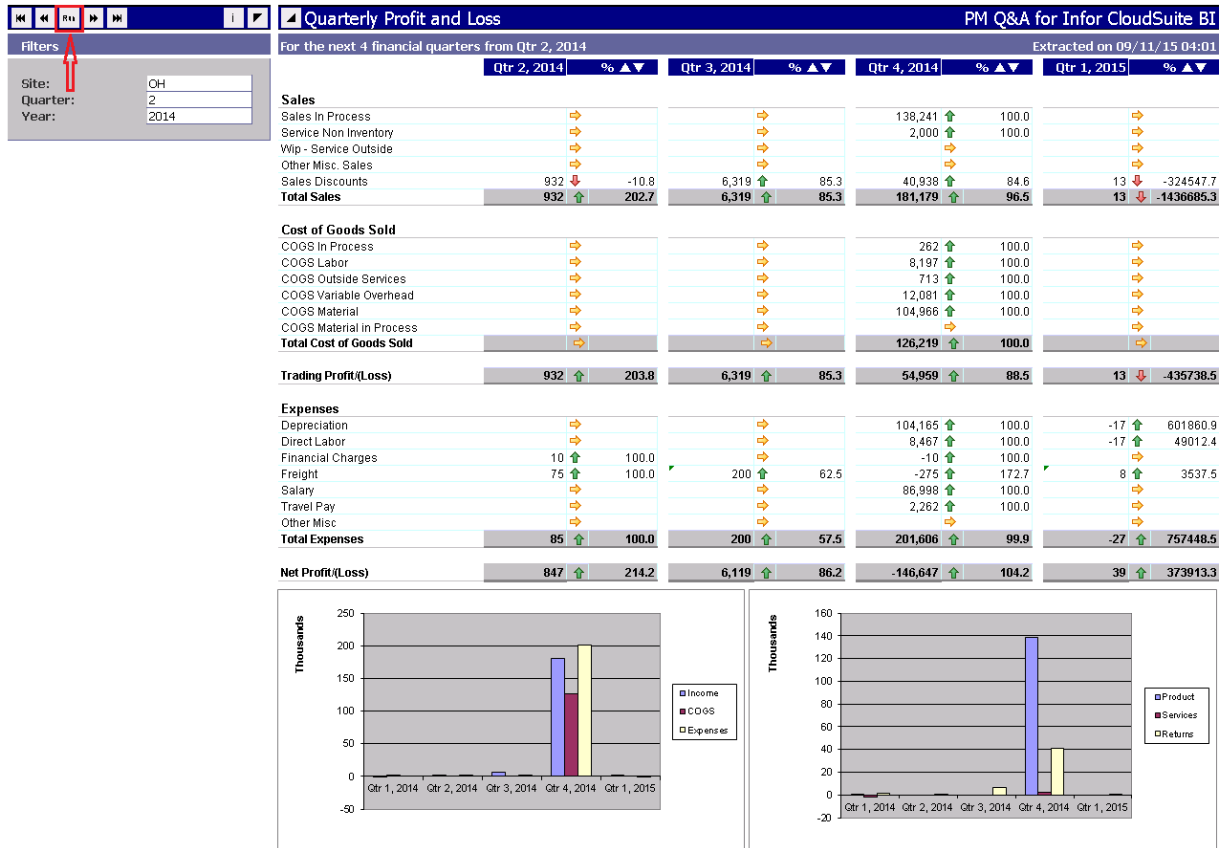 Ru i Quarterly Profit and Loss PM Q&A for Infor CloudSuite BI
Filters For the next 4 financial quarters from Qtr 2, 2014 Extracted on 09/11/15 04:01
Qtr 2, 2014 % ▲▼ Qtr 3, 2014 % ▲▼ Qtr 4, 2014 % ▲▼ Qtr 1, 2015 % ▲▼
Site: OH
Quarter: 2
Year: 2014
Sales
Sales In Process 138,241 100.0
Service Non Inventory 2,000 100.0
Wip - Service Outside
Other Misc. Sales
Sales Discounts 932 -10.8 6,319 85.3 40,938 84.6 13 -324547.7
Total Sales 932 202.7 6,319 85.3 181,179 96.5 13 -1436685.3
Cost of Goods Sold
COGS In Process 262 100.0
COGS Labor 8,197 100.0
COGS Outside Services 713 100.0
COGS Variable Overhead 12,081 100.0
COGS Material 104,966 100.0
COGS Material in Process
Total Cost of Goods Sold 126,219 100.0
Trading Profit/(Loss) 932 203.8 6,319 85.3 54,959 88.5 13 -435738.5
Expenses
Depreciation 104,165 100.0 -17 601860.9
Direct Labor 8,467 100.0 -17 49012.4
Financial Charges 10 100.0 -10 100.0
Freight 75 100.0 200 62.5 -275 172.7 8 3537.5
Salary 86,998 100.0
Travel Pay 2,262 100.0
Other Misc
Total Expenses 85 100.0 200 57.5 201,606 99.9 -27 757448.5
Net Profit/(Loss) 847 214.2 6,119 86.2 -146,647 104.2 39 373913.3
Thousands
250
200
150
100
50
0
-50
Qtr 1, 2014 Qtr 2, 2014 Qtr 3, 2014 Qtr 4, 2014 Qtr 1, 2015
Income
COGS
Expenses
Thousands
160
140
120
100
80
60
40
20
0
-20
Qtr 1, 2014 Qtr 2, 2014 Qtr 3, 2014 Qtr 4, 2014 Qtr 1, 2015
Product
Services
Returns